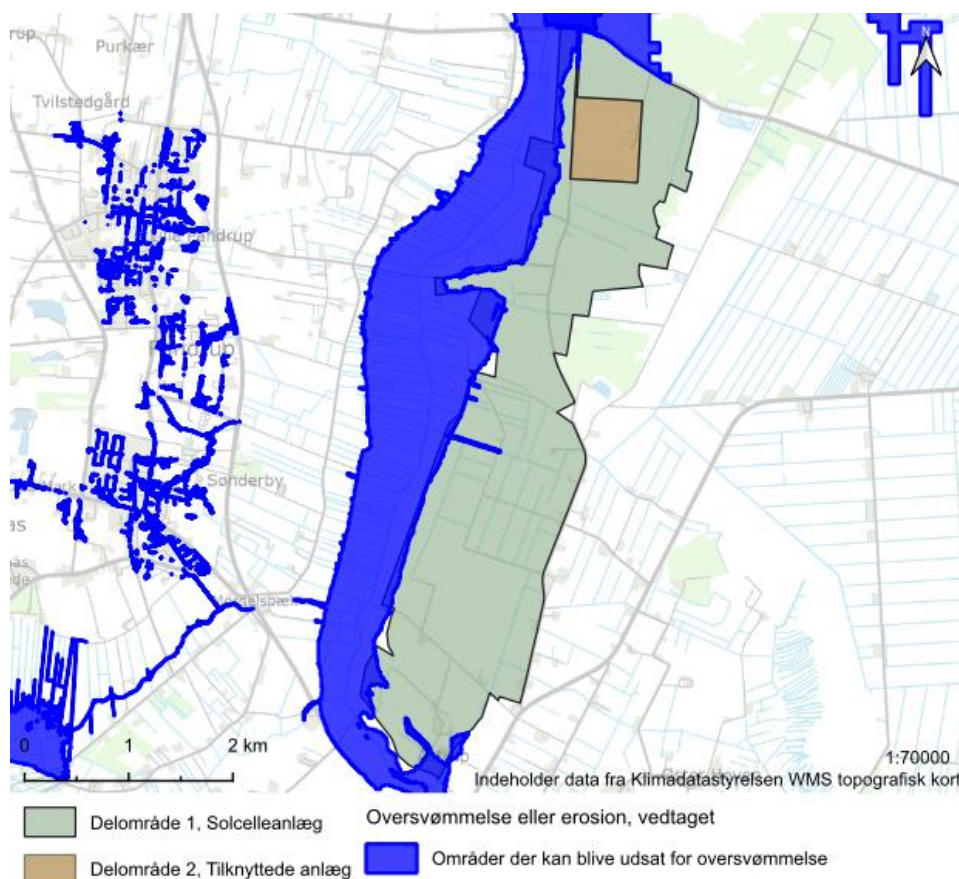 Purkær
Tvilstedgård
N
Pandrup
Sønderby
0 1 2 km
1:70000
Indeholder data fra Klimadatastyrelsen WMS topografisk kort
Delområde 1, Solcelleanlæg
Oversvømmelse eller erosion, vedtaget
Delområde 2, Tilknyttede anlæg
Områder der kan blive udsat for oversvømmelse